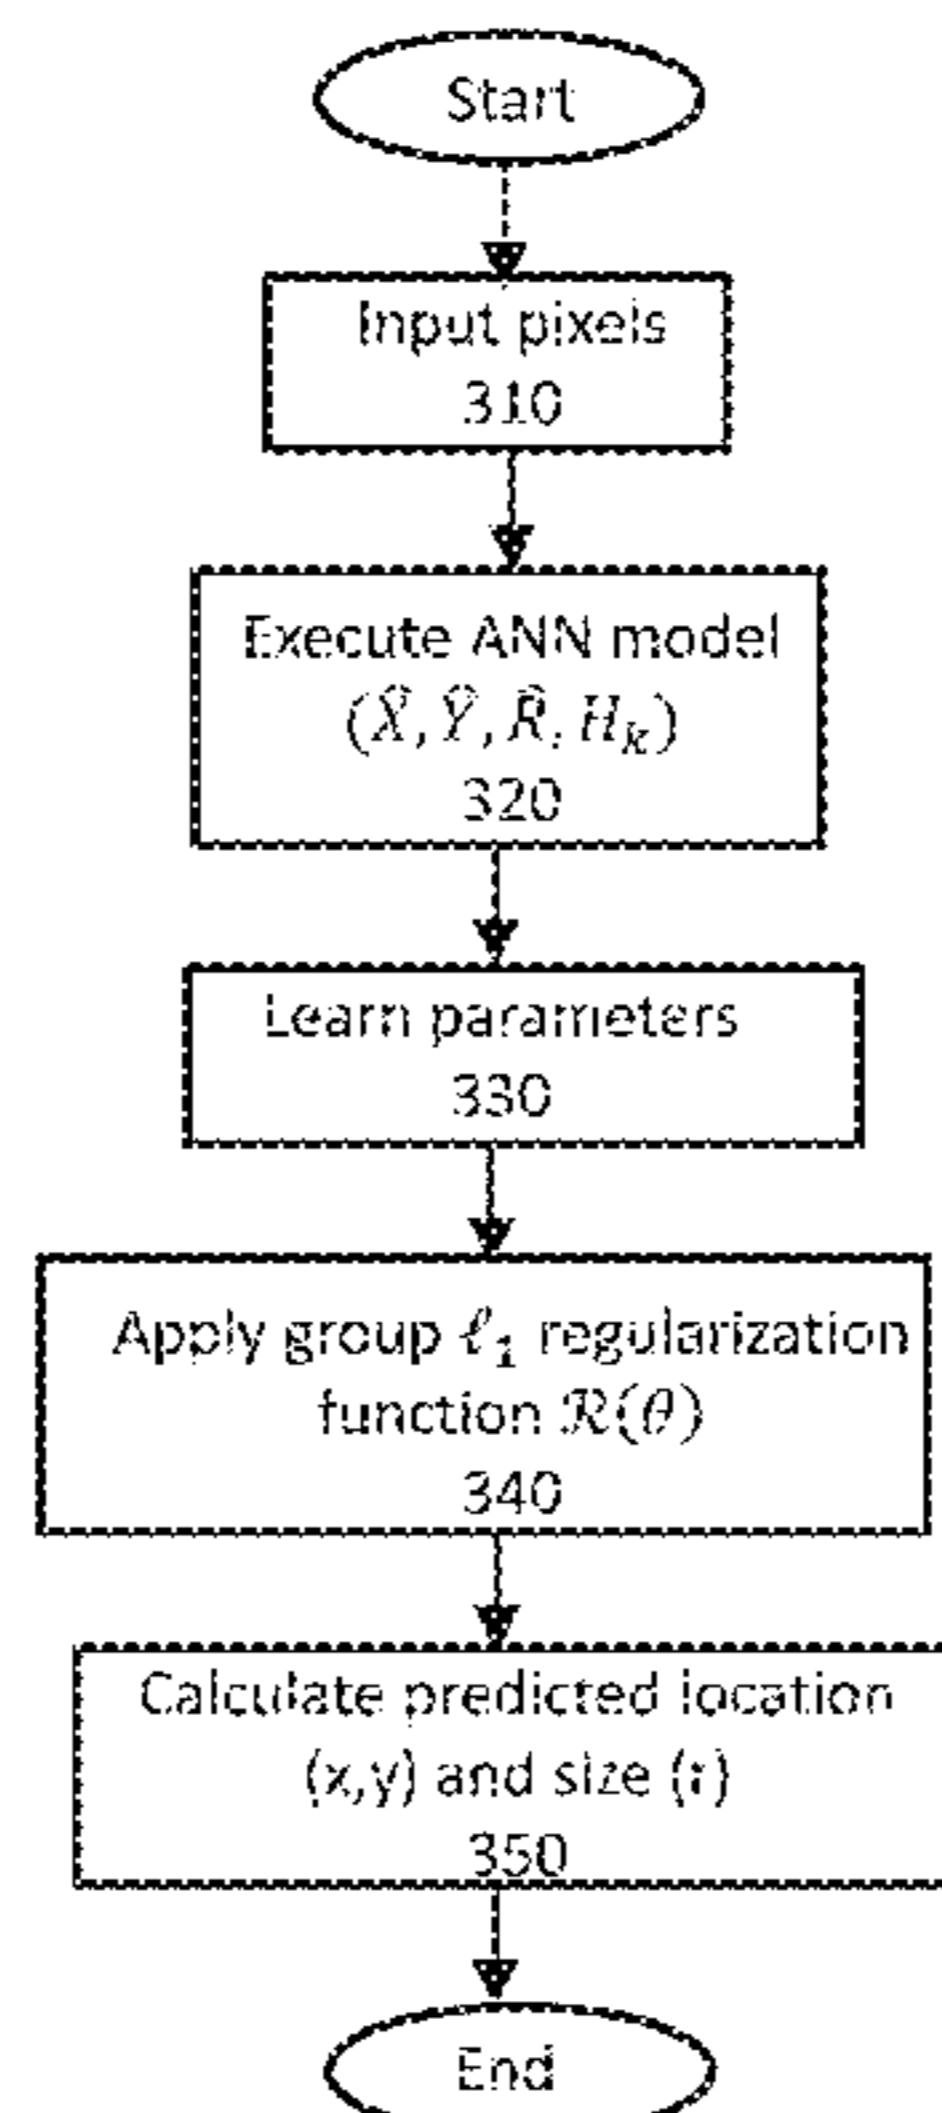 Start
Input pixels
310
Execute ANN model
(X̂, Ŷ, R̂, H_k)
320
Learn parameters
330
Apply group ℓ₁ regularization
function ℛ(θ)
340
Calculate predicted location
(x,y) and size (r)
350
End